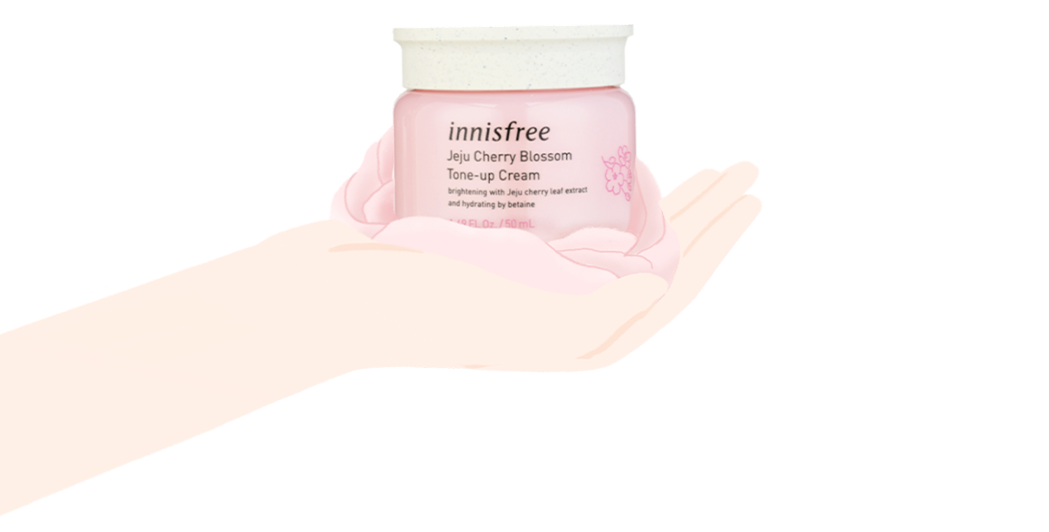 innisfree
Jeju Cherry Blossom
Tone-up Cream
brightening with Jeju cherry leaf extract
and hydrating by betaine
FL Oz. / 50 mL